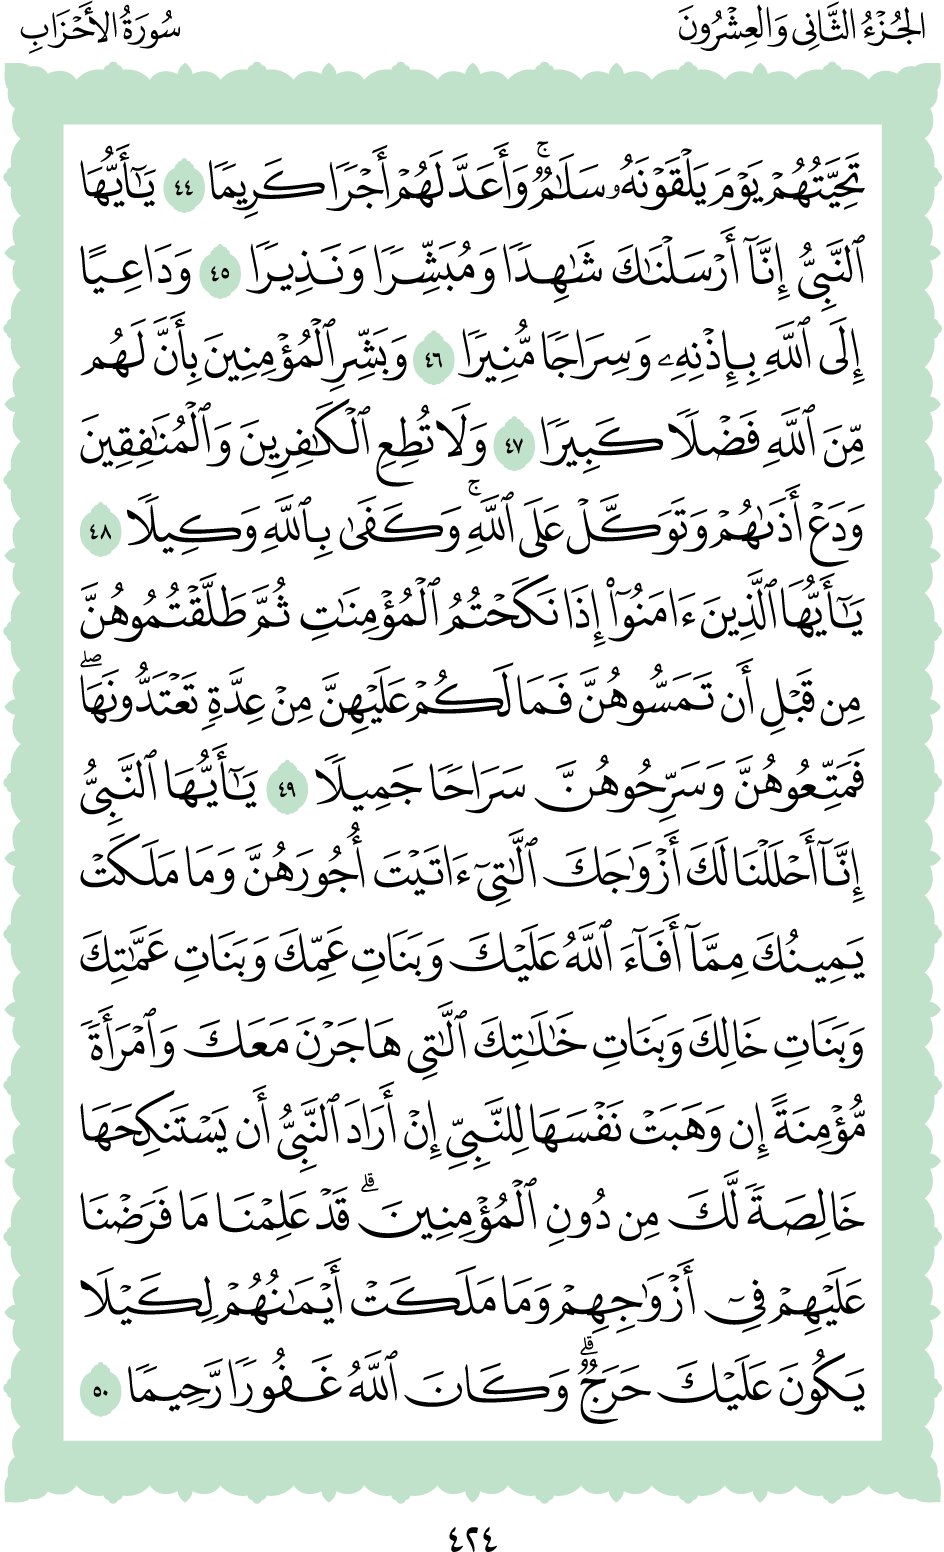 الجُزْءُ الثَّانِي وَالعِشْرُونَ
سُورَةُ الأَحْزَابِ
تَحِيَّتُهُمْ يَوْمَ يَلْقَوْنَهُۥ سَلَٰمٌۚ وَأَعَدَّ لَهُمْ أَجْرًا كَرِيمًا ٤٤ يَٰٓأَيُّهَا
ٱلنَّبِىُّ إِنَّآ أَرْسَلْنَٰكَ شَٰهِدًا وَمُبَشِّرًا وَنَذِيرًا ٤٥ وَدَاعِيًا
إِلَى ٱللَّهِ بِإِذْنِهِۦ وَسِرَاجًا مُّنِيرًا ٤٦ وَبَشِّرِ ٱلْمُؤْمِنِينَ بِأَنَّ لَهُم
مِّنَ ٱللَّهِ فَضْلًا كَبِيرًا ٤٧ وَلَا تُطِعِ ٱلْكَٰفِرِينَ وَٱلْمُنَٰفِقِينَ
وَدَعْ أَذَىٰهُمْ وَتَوَكَّلْ عَلَى ٱللَّهِۚ وَكَفَىٰ بِٱللَّهِ وَكِيلًا ٤٨
يَٰٓأَيُّهَا ٱلَّذِينَ ءَامَنُوٓا۟ إِذَا نَكَحْتُمُ ٱلْمُؤْمِنَٰتِ ثُمَّ طَلَّقْتُمُوهُنَّ
مِن قَبْلِ أَن تَمَسُّوهُنَّ فَمَا لَكُمْ عَلَيْهِنَّ مِنْ عِدَّةٍ تَعْتَدُّونَهَاۖ
فَمَتِّعُوهُنَّ وَسَرِّحُوهُنَّ سَرَاحًا جَمِيلًا ٤٩ يَٰٓأَيُّهَا ٱلنَّبِىُّ
إِنَّآ أَحْلَلْنَا لَكَ أَزْوَٰجَكَ ٱلَّٰتِىٓ ءَاتَيْتَ أُجُورَهُنَّ وَمَا مَلَكَتْ
يَمِينُكَ مِمَّآ أَفَآءَ ٱللَّهُ عَلَيْكَ وَبَنَاتِ عَمِّكَ وَبَنَاتِ عَمَّٰتِكَ
وَبَنَاتِ خَالِكَ وَبَنَاتِ خَٰلَٰتِكَ ٱلَّٰتِى هَاجَرْنَ مَعَكَ وَٱمْرَأَةً
مُّؤْمِنَةً إِن وَهَبَتْ نَفْسَهَا لِلنَّبِىِّ إِنْ أَرَادَ ٱلنَّبِىُّ أَن يَسْتَنكِحَهَا
خَالِصَةً لَّكَ مِن دُونِ ٱلْمُؤْمِنِينَۗ قَدْ عَلِمْنَا مَا فَرَضْنَا
عَلَيْهِمْ فِىٓ أَزْوَٰجِهِمْ وَمَا مَلَكَتْ أَيْمَٰنُهُمْ لِكَيْلَا
يَكُونَ عَلَيْكَ حَرَجٌۗ وَكَانَ ٱللَّهُ غَفُورًا رَّحِيمًا ٥٠
٤٢٤